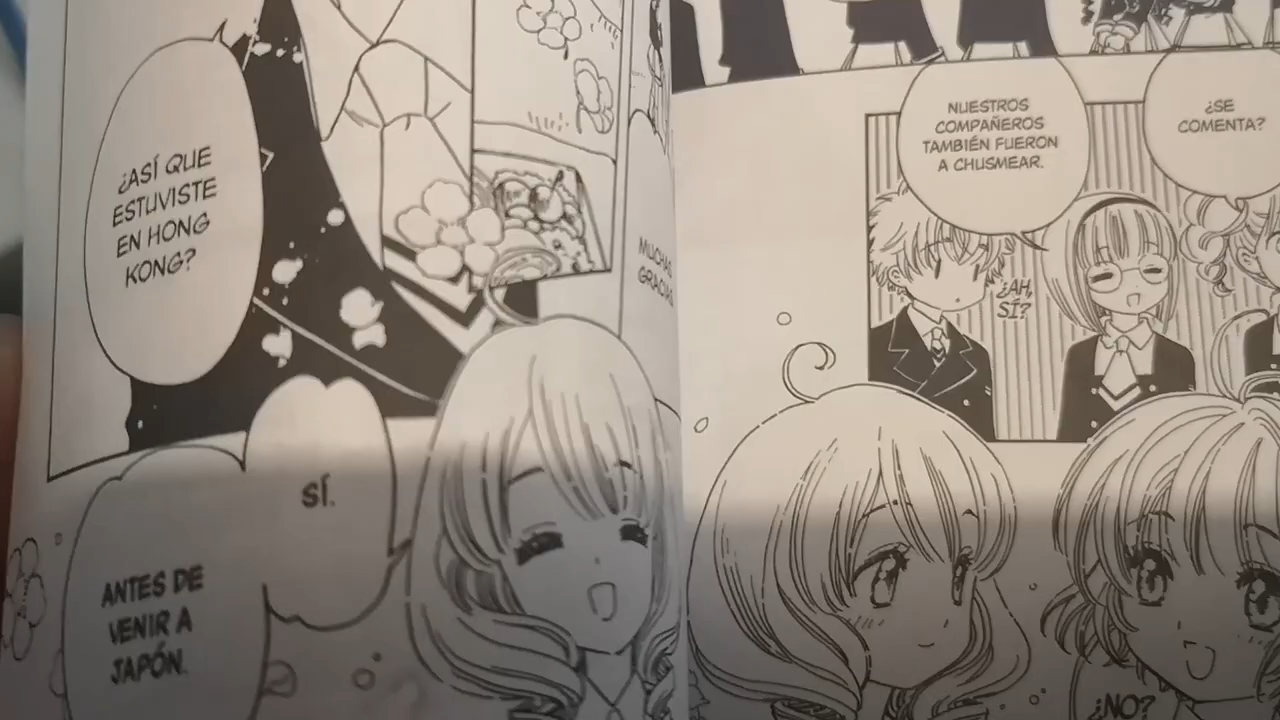 ¿ASÍ QUE
ESTUVISTE
EN HONG
KONG?
SÍ.
ANTES DE
VENIR A
JAPÓN.
MUCHAS
GRACIAS
NUESTROS
COMPAÑEROS
TAMBIÉN FUERON
A CHUSMEAR.
¿SE
COMENTA?
¿AH,
SÍ?
¿NO?